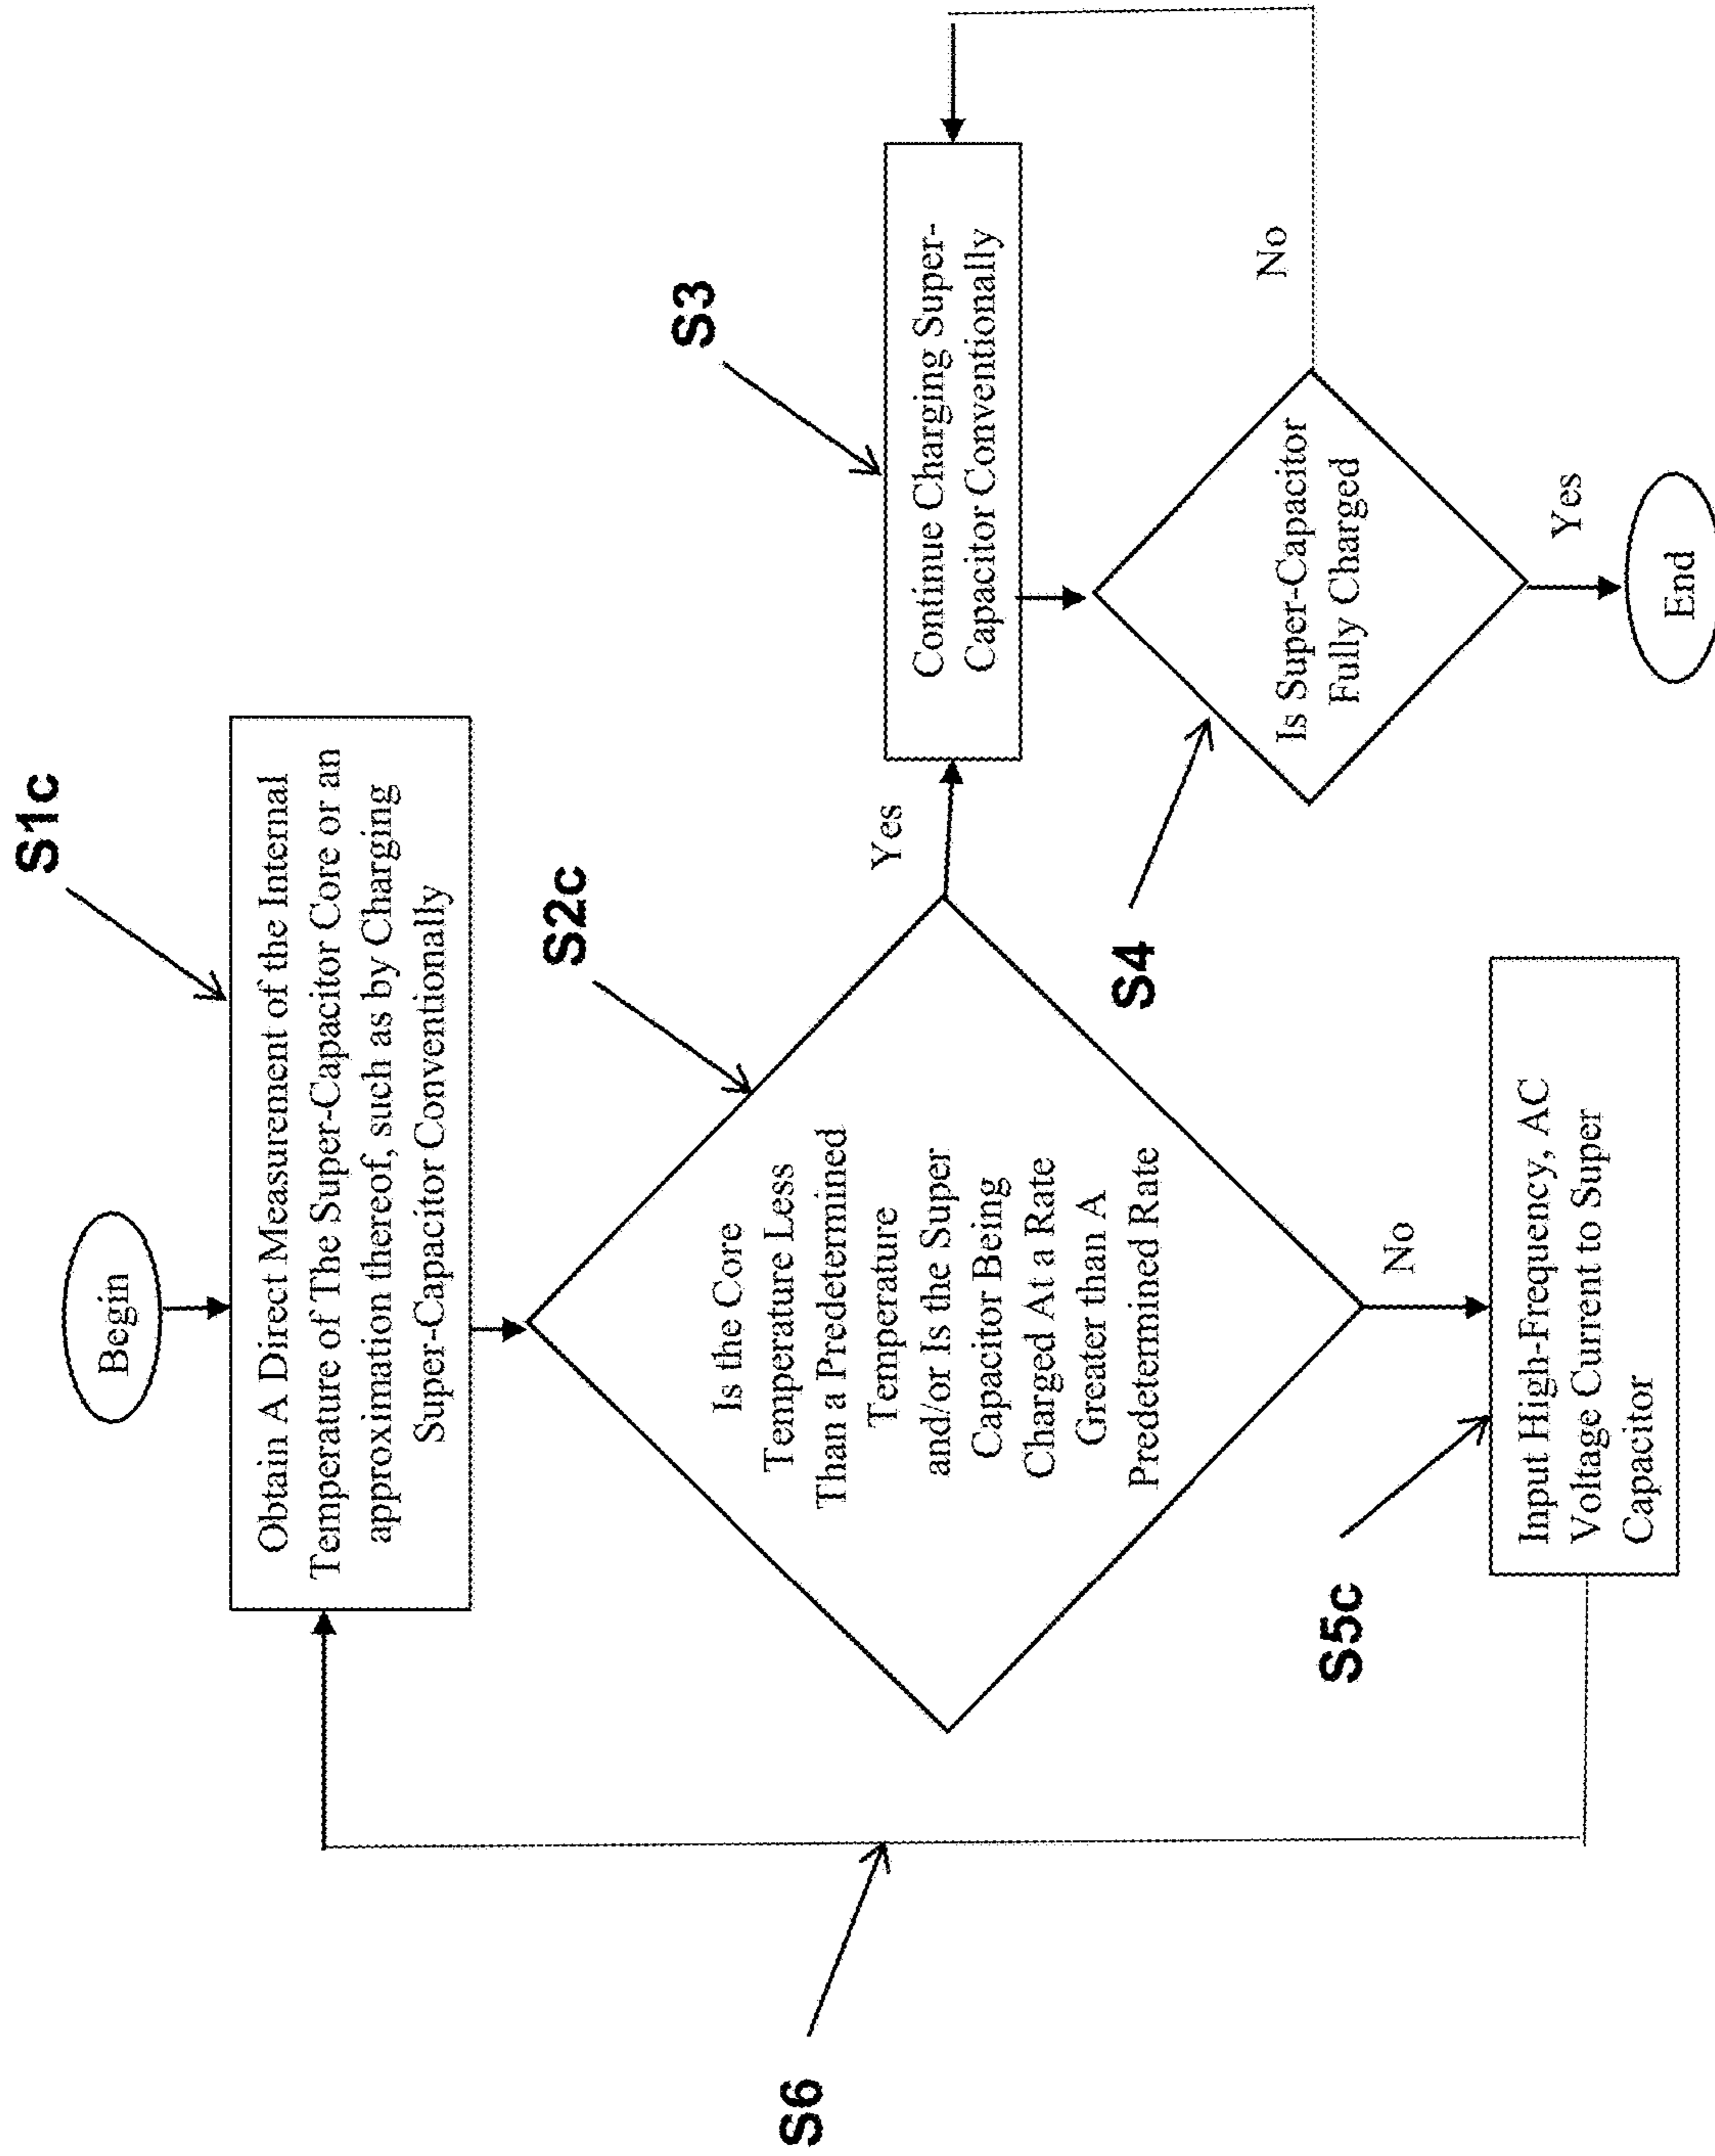 Begin
S1c
Obtain A Direct Measurement of the Internal
Temperature of The Super-Capacitor Core or an
approximation thereof, such as by Charging
Super-Capacitor Conventionally
S2c
Is the Core
Temperature Less
Than a Predetermined
Temperature
and/or Is the Super
Capacitor Being
Charged At a Rate
Greater than A
Predetermined Rate
Yes
S3
Continue Charging Super-
Capacitor Conventionally
S4
Is Super-Capacitor
Fully Charged
No
Yes
End
No
S5c
Input High-Frequency, AC
Voltage Current to Super
Capacitor
S6